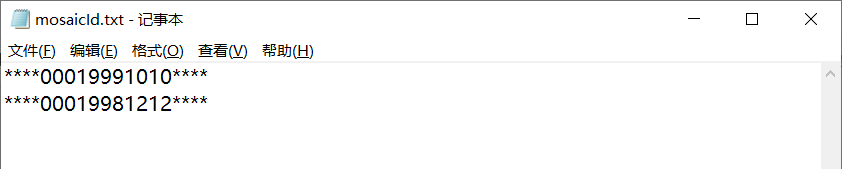 mosaicId.txt - 记事本
文件(F) 编辑(E) 格式(O) 查看(V) 帮助(H)
****00019991010****
****00019981212****